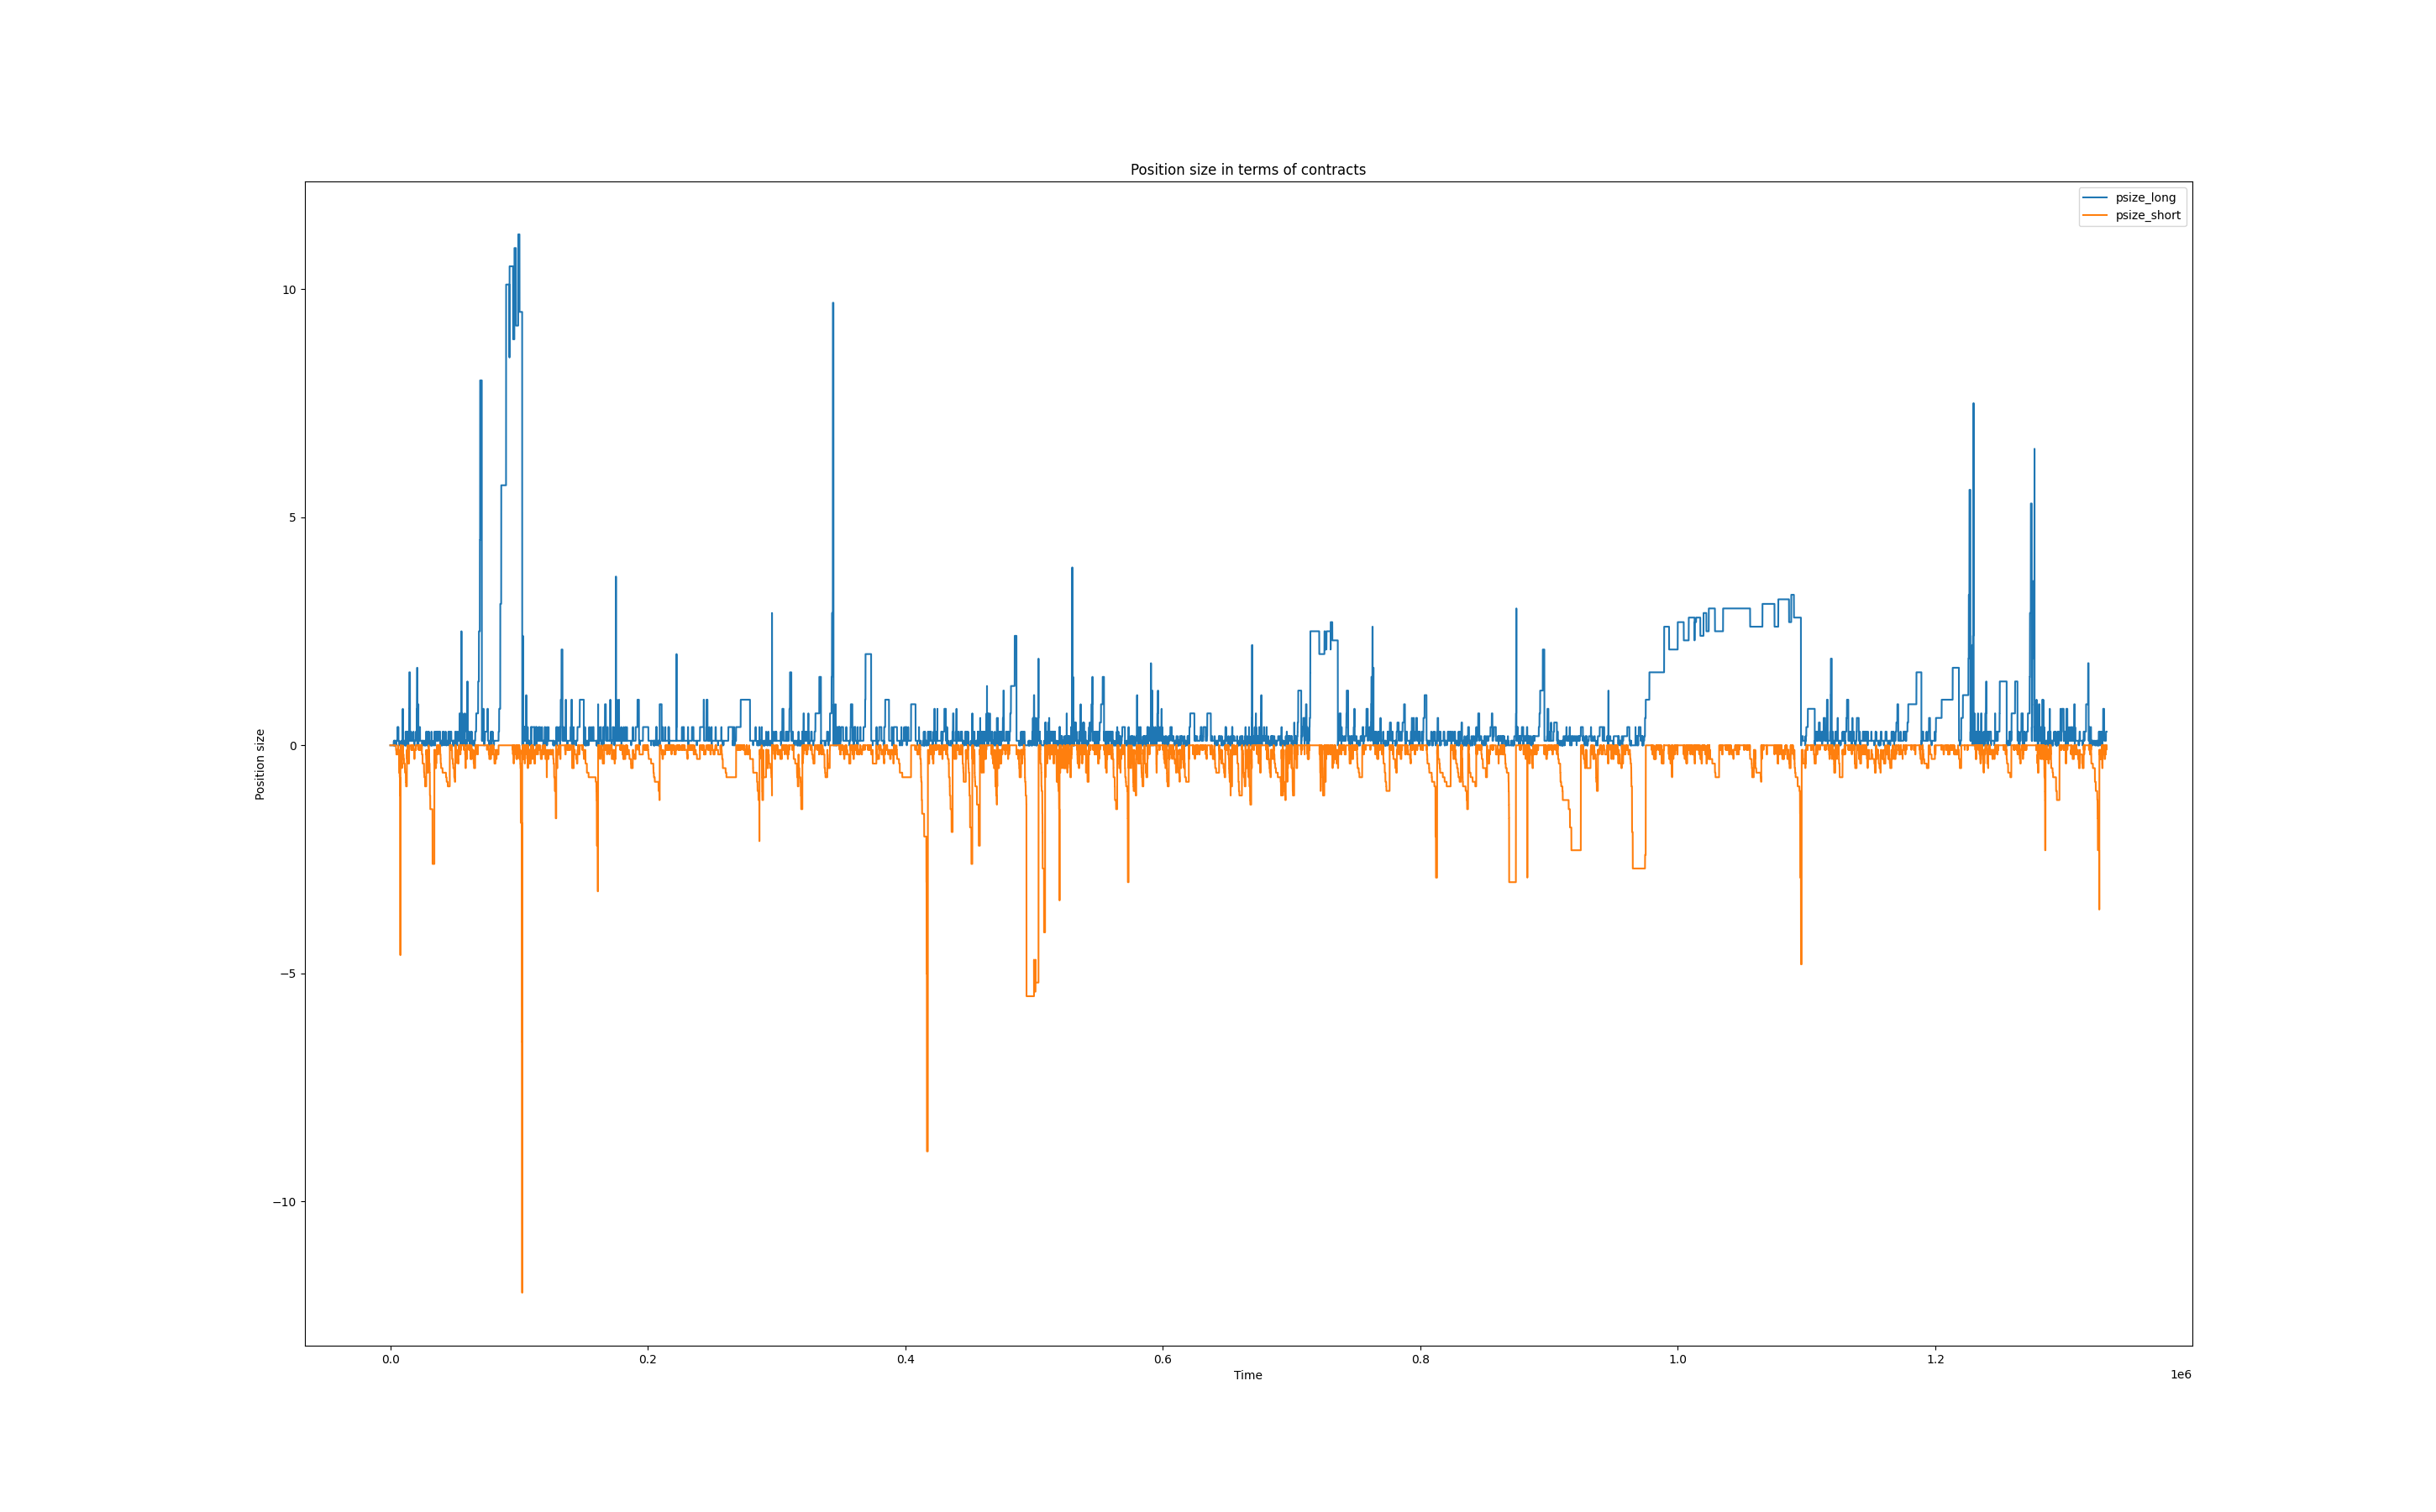 Position size in terms of contracts
psize_long
psize_short
Position size
10
5
0
−5
−10
0.0
0.2
0.4
0.6
0.8
1.0
1.2
1e6
Time